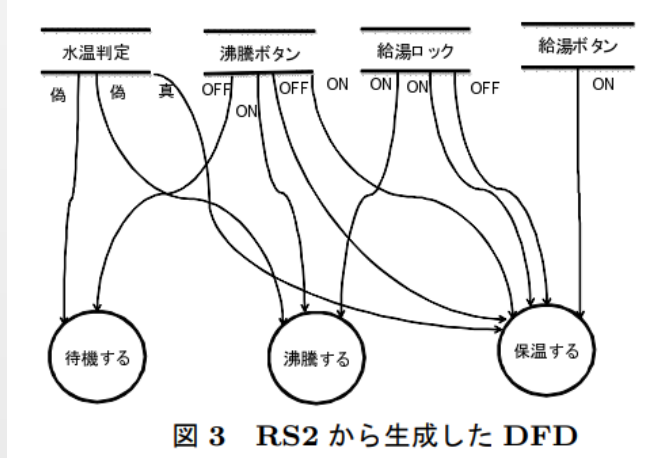 水温判定 沸騰ボタン 給湯ロック 給湯ボタン
偽 偽 真 OFF ON OFF ON ON ON OFF ON
待機する 沸騰する 保温する
図 3 RS2 から生成した DFD